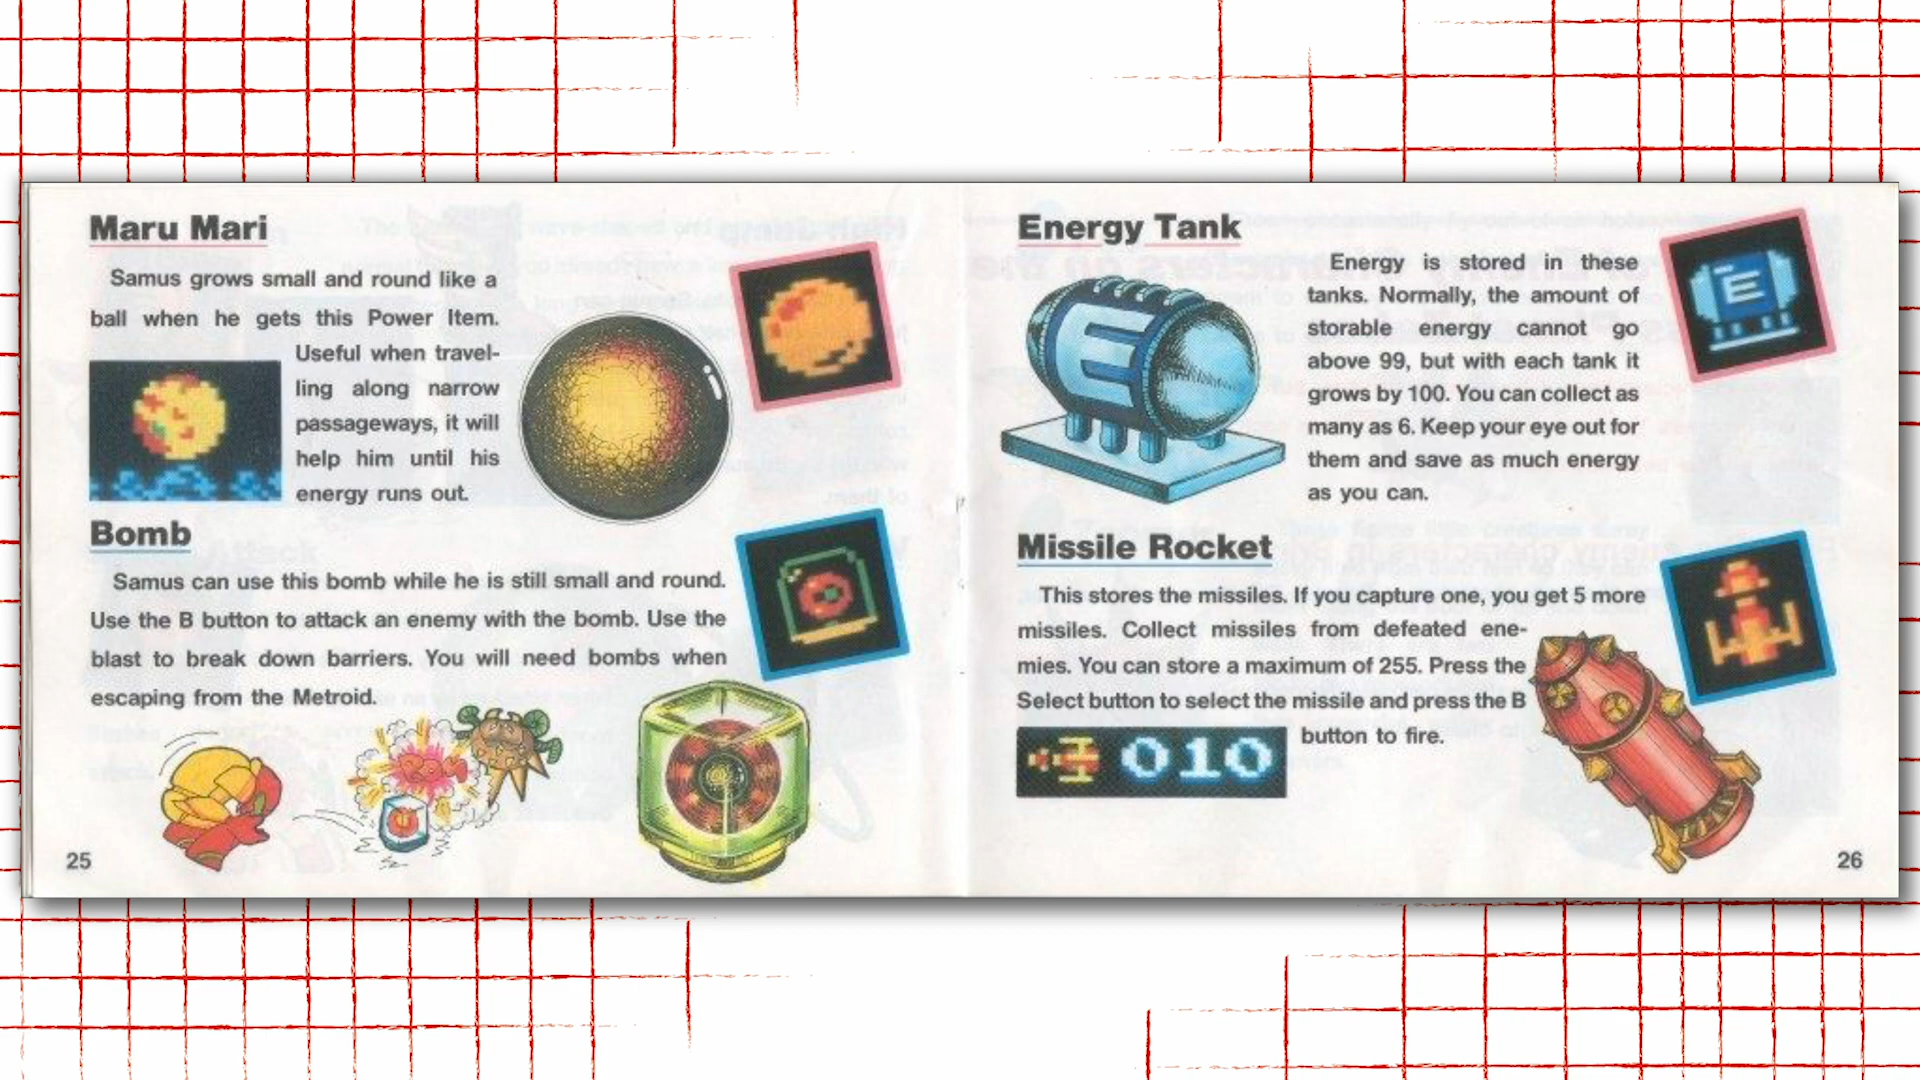 Maru Mari
Samus grows small and round like a
ball when he gets this Power Item.
Useful when travel-
ling along narrow
passageways, it will
help him until his
energy runs out.
Bomb
Samus can use this bomb while he is still small and round.
Use the B button to attack an enemy with the bomb. Use the
blast to break down barriers. You will need bombs when
escaping from the Metroid.
25
Energy Tank
Energy is stored in these
tanks. Normally, the amount of
storable energy cannot go
above 99, but with each tank it
grows by 100. You can collect as
many as 6. Keep your eye out for
them and save as much energy
as you can.
E
E
Missile Rocket
This stores the missiles. If you capture one, you get 5 more
missiles. Collect missiles from defeated ene-
mies. You can store a maximum of 255. Press the
Select button to select the missile and press the B
button to fire.
010
26